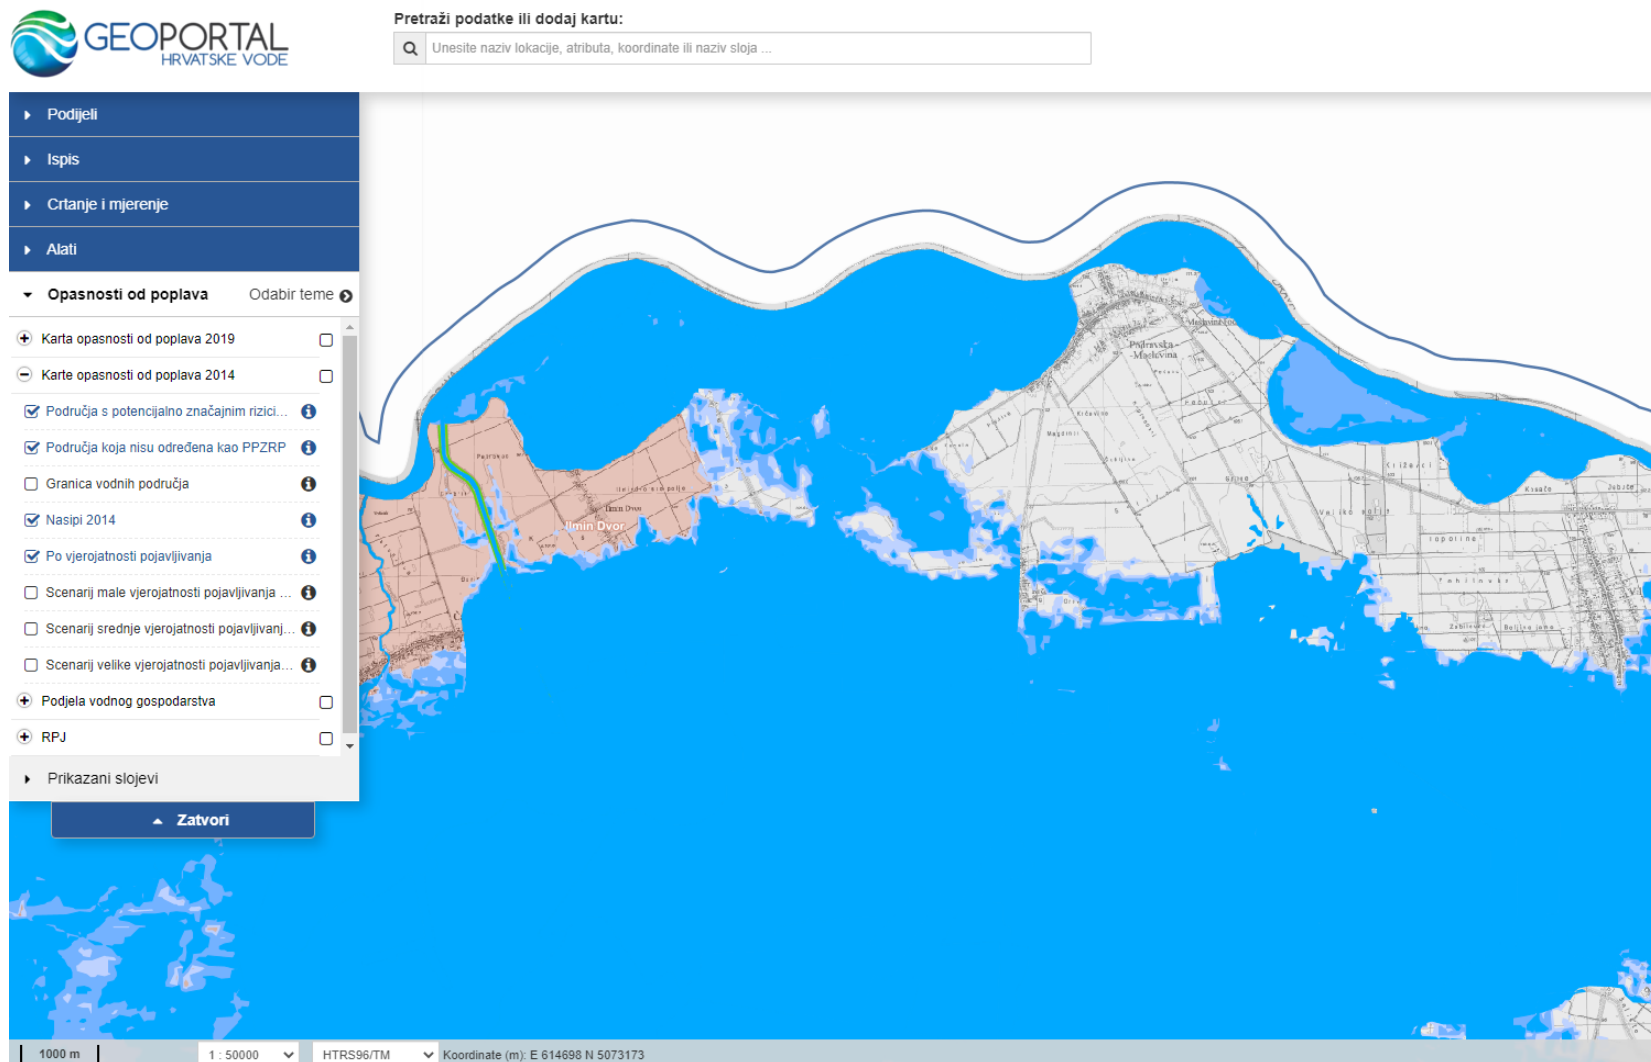 GEOPORTAL
HRVATSKE VODE
Pretraži podatke ili dodaj kartu:
Unesite naziv lokacije, atributa, koordinate ili naziv sloja ...
Podijeli
Ispis
Crtanje i mjerenje
Alati
Opasnosti od poplava
Odabir teme
Karta opasnosti od poplava 2019
Karte opasnosti od poplava 2014
Područja s potencijalno značajnim rizici...
Područja koja nisu određena kao PPZRP
Granica vodnih područja
Nasipi 2014
Po vjerojatnosti pojavljivanja
Scenarij male vjerojatnosti pojavljivanja ...
Scenarij srednje vjerojatnosti pojavljivanj...
Scenarij velike vjerojatnosti pojavljivanja...
Podjela vodnog gospodarstva
RPJ
Prikazani slojevi
Zatvori
Podravska
Ilmin Dvor
Ilmin Dvor
Križevci
Topolina
1000 m
1 : 50000
HTRS96/TM
Koordinate (m): E 614698 N 5073173